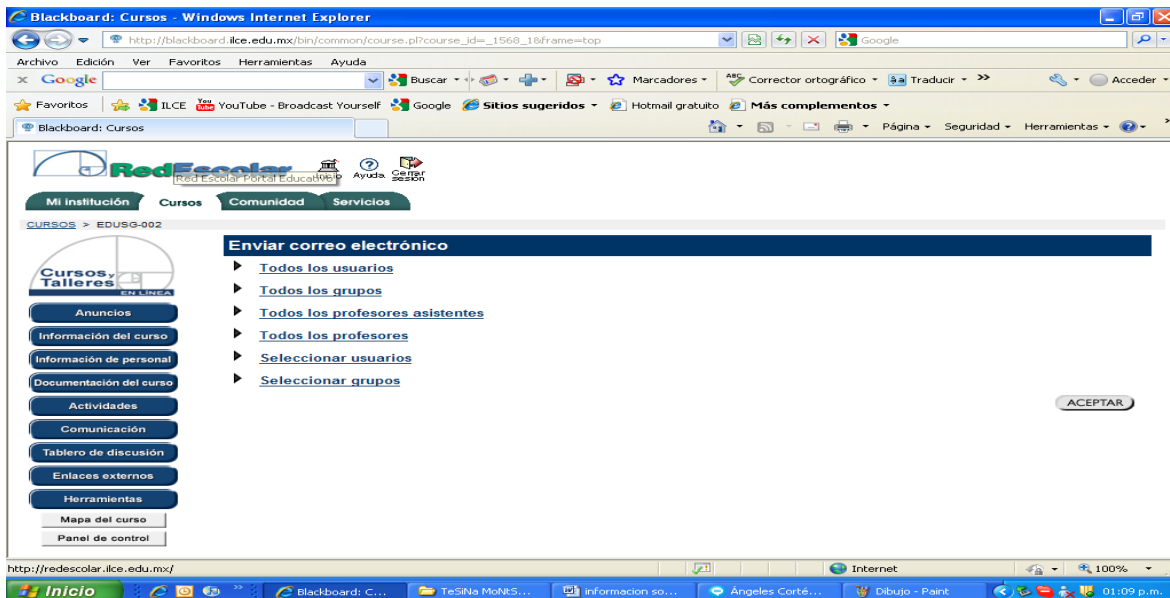 Blackboard: Cursos - Windows Internet Explorer
http://blackboard.ilce.edu.mx/bin/common/course.pl?course_id=_1568_1&frame=top
Google
Archivo Edición Ver Favoritos Herramientas Ayuda
Google Buscar Marcadores Corrector ortográfico Traducir Acceder
Favoritos ILCE YouTube - Broadcast Yourself Google Sitios sugeridos Hotmail gratuito Más complementos
Blackboard: Cursos Página Seguridad Herramientas
RedEscolar Ayuda Cerrar sesión
Red Escolar Portal Educativo
Mi institución Cursos Comunidad Servicios
CURSOS > EDUSG-002
Enviar correo electrónico
Todos los usuarios
Todos los grupos
Todos los profesores asistentes
Todos los profesores
Seleccionar usuarios
Seleccionar grupos
ACEPTAR
Cursos y
Talleres
EN LINEA
Anuncios
Información del curso
Información de personal
Documentación del curso
Actividades
Comunicación
Tablero de discusión
Enlaces externos
Herramientas
Mapa del curso
Panel de control
http://redescolar.ilce.edu.mx/ Internet 100%
Inicio Blackboard: C... TeSiNa MoNtS... informacion so... Ángeles Corté... Dibujo - Paint 01:09 p.m.